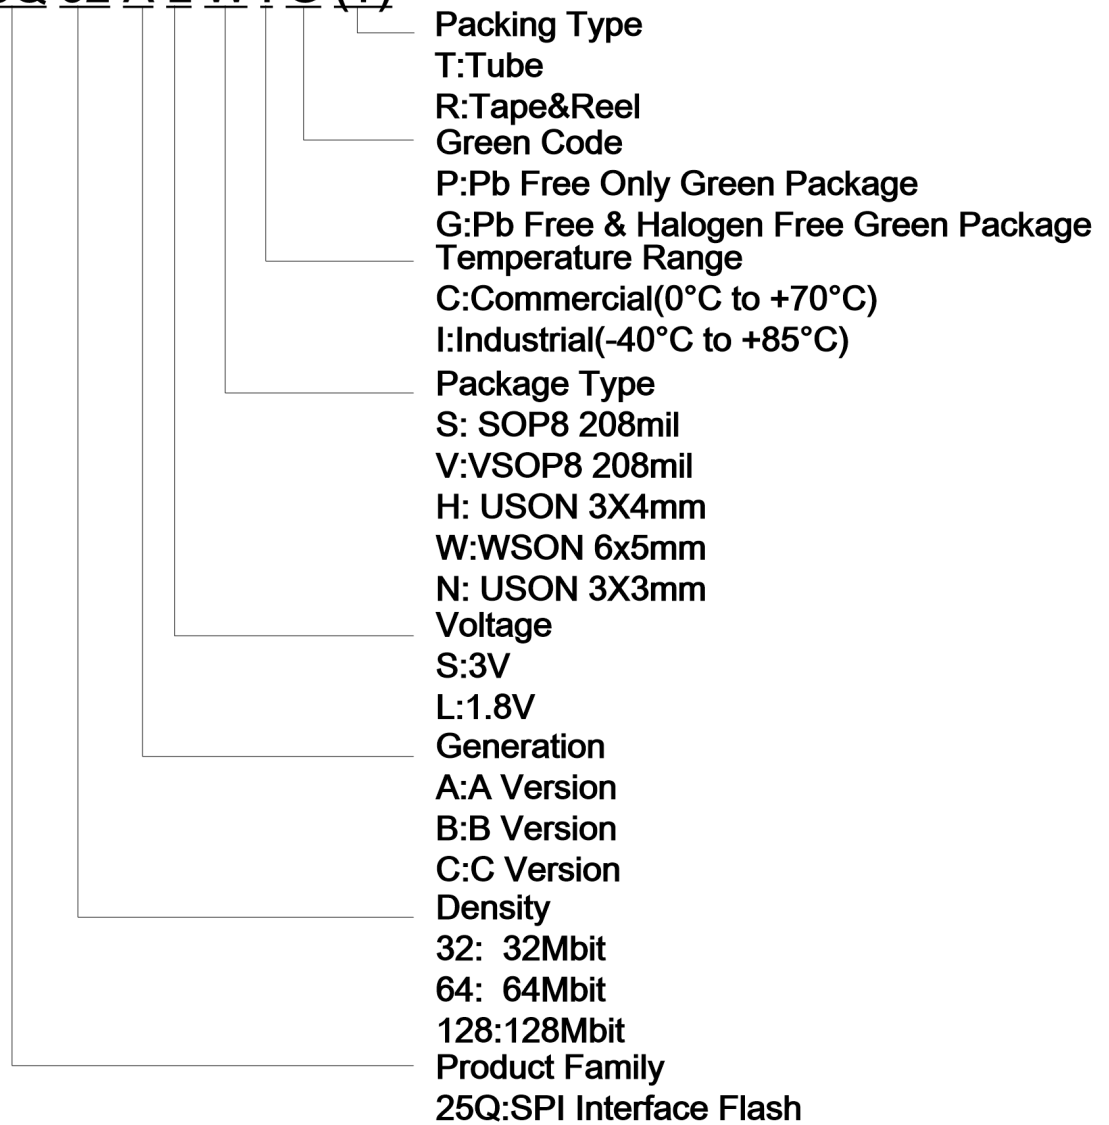 Packing Type
T:Tube
R:Tape&Reel
Green Code
P:Pb Free Only Green Package
G:Pb Free & Halogen Free Green Package
Temperature Range
C:Commercial(0°C to +70°C)
I:Industrial(-40°C to +85°C)
Package Type
S: SOP8 208mil
V:VSOP8 208mil
H: USON 3X4mm
W:WSON 6x5mm
N: USON 3X3mm
Voltage
S:3V
L:1.8V
Generation
A:A Version
B:B Version
C:C Version
Density
32: 32Mbit
64: 64Mbit
128:128Mbit
Product Family
25Q:SPI Interface Flash